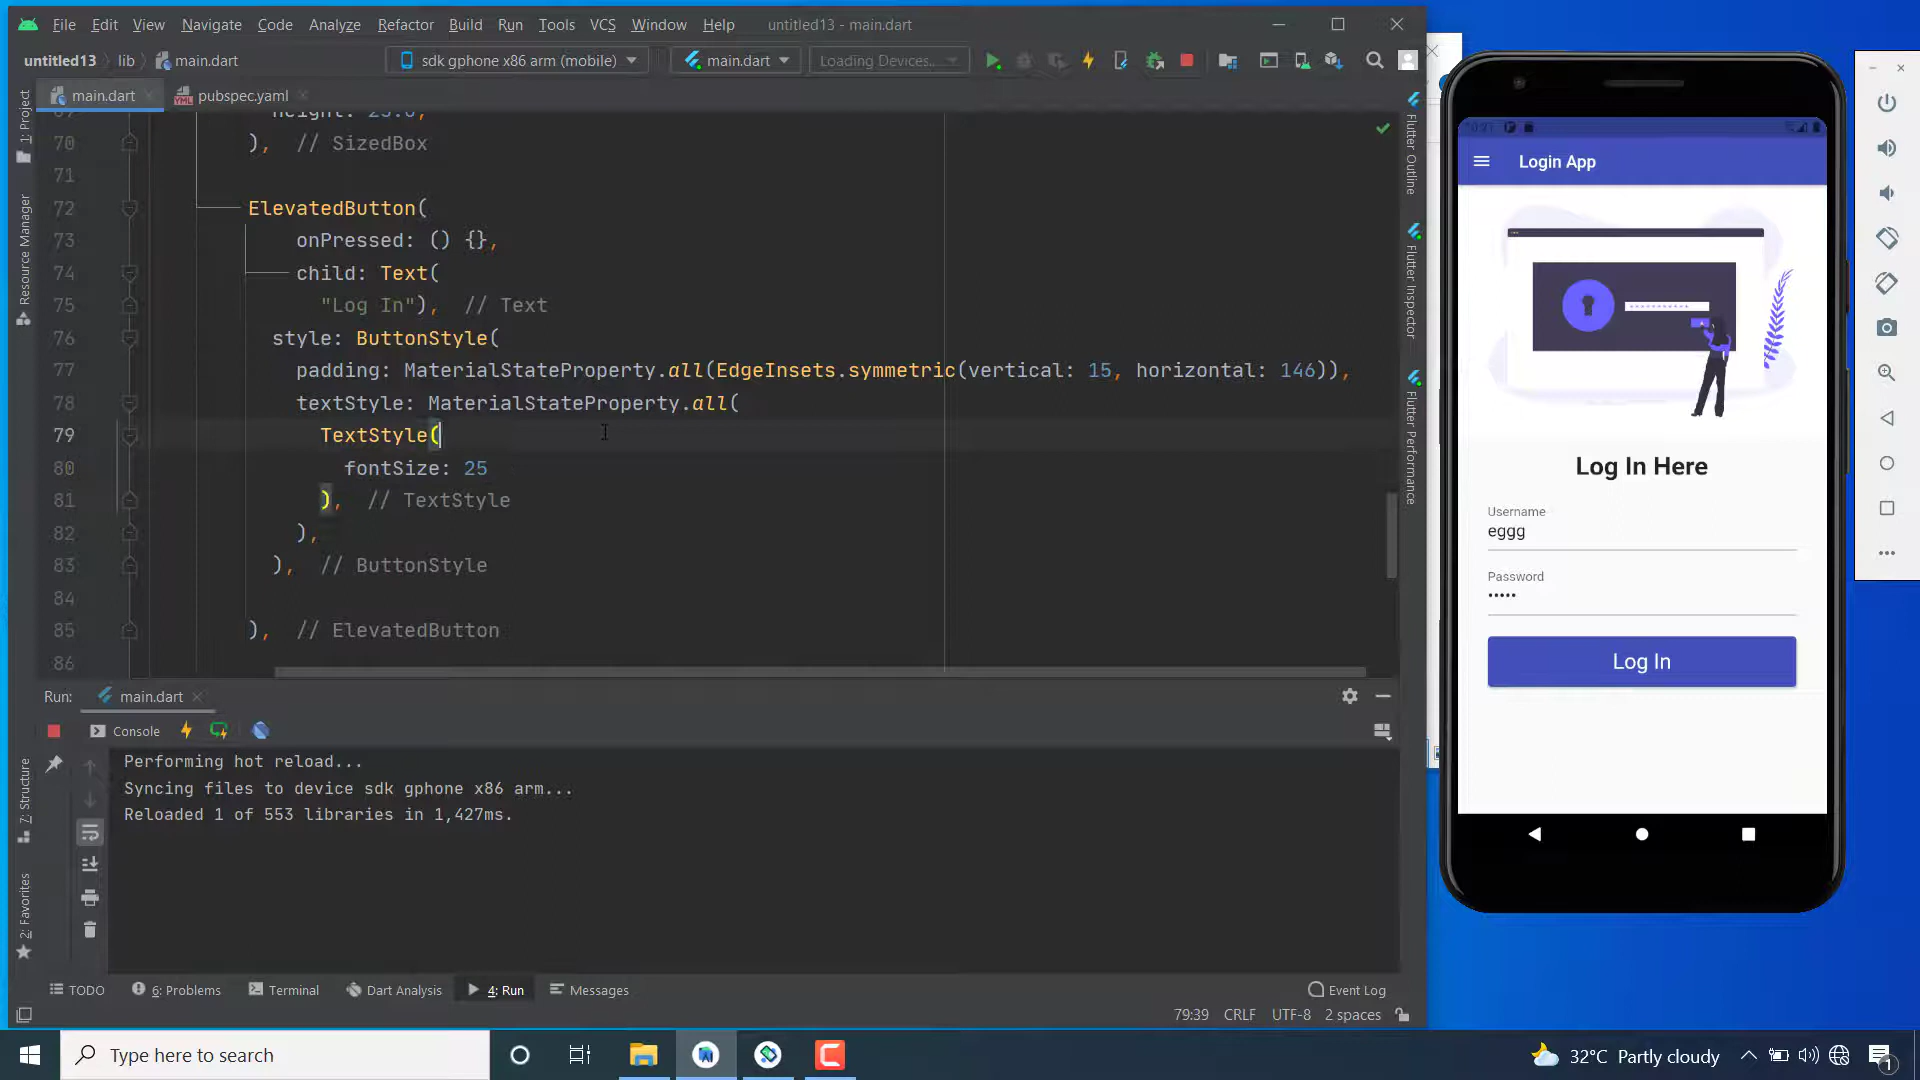 File Edit View Navigate Code Analyze Refactor Build Run Tools VCS Window Help untitled13 - main.dart
untitled13 lib main.dart sdk gphone x86 arm (mobile) main.dart Loading Devices...
main.dart pubspec.yaml
70 ), // SizedBox
71
72 ElevatedButton(
73 onPressed: () {},
74 child: Text(
75 "Log In"), // Text
76 style: ButtonStyle(
77 padding: MaterialStateProperty.all(EdgeInsets.symmetric(vertical: 15, horizontal: 146)),
78 textStyle: MaterialStateProperty.all(
79 TextStyle(
80 fontSize: 25
81 ), // TextStyle
82 ),
83 ), // ButtonStyle
84
85 ), // ElevatedButton
86
1: Project
Resource Manager
7: Structure
2: Favorites
Flutter Outline
Flutter Inspector
Flutter Performance
Run: main.dart
Console
Performing hot reload...
Syncing files to device sdk gphone x86 arm...
Reloaded 1 of 553 libraries in 1,427ms.
TODO 6: Problems Terminal Dart Analysis 4: Run Messages Event Log
79:39 CRLF UTF-8 2 spaces
Login App
Log In Here
Username
eggg
Password
Log In
Type here to search
32°C Partly cloudy
1